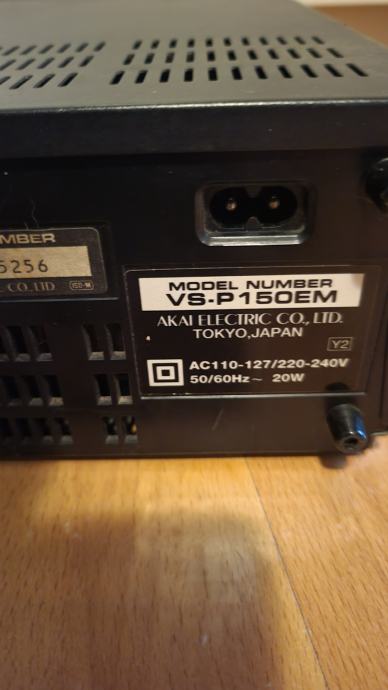 MBER
5256
CO., LTD
MODEL NUMBER
VS-P150EM
AKAI ELECTRIC CO., LTD.
TOKYO, JAPAN
Y2
AC110-127/220-240V
50/60Hz~ 20W